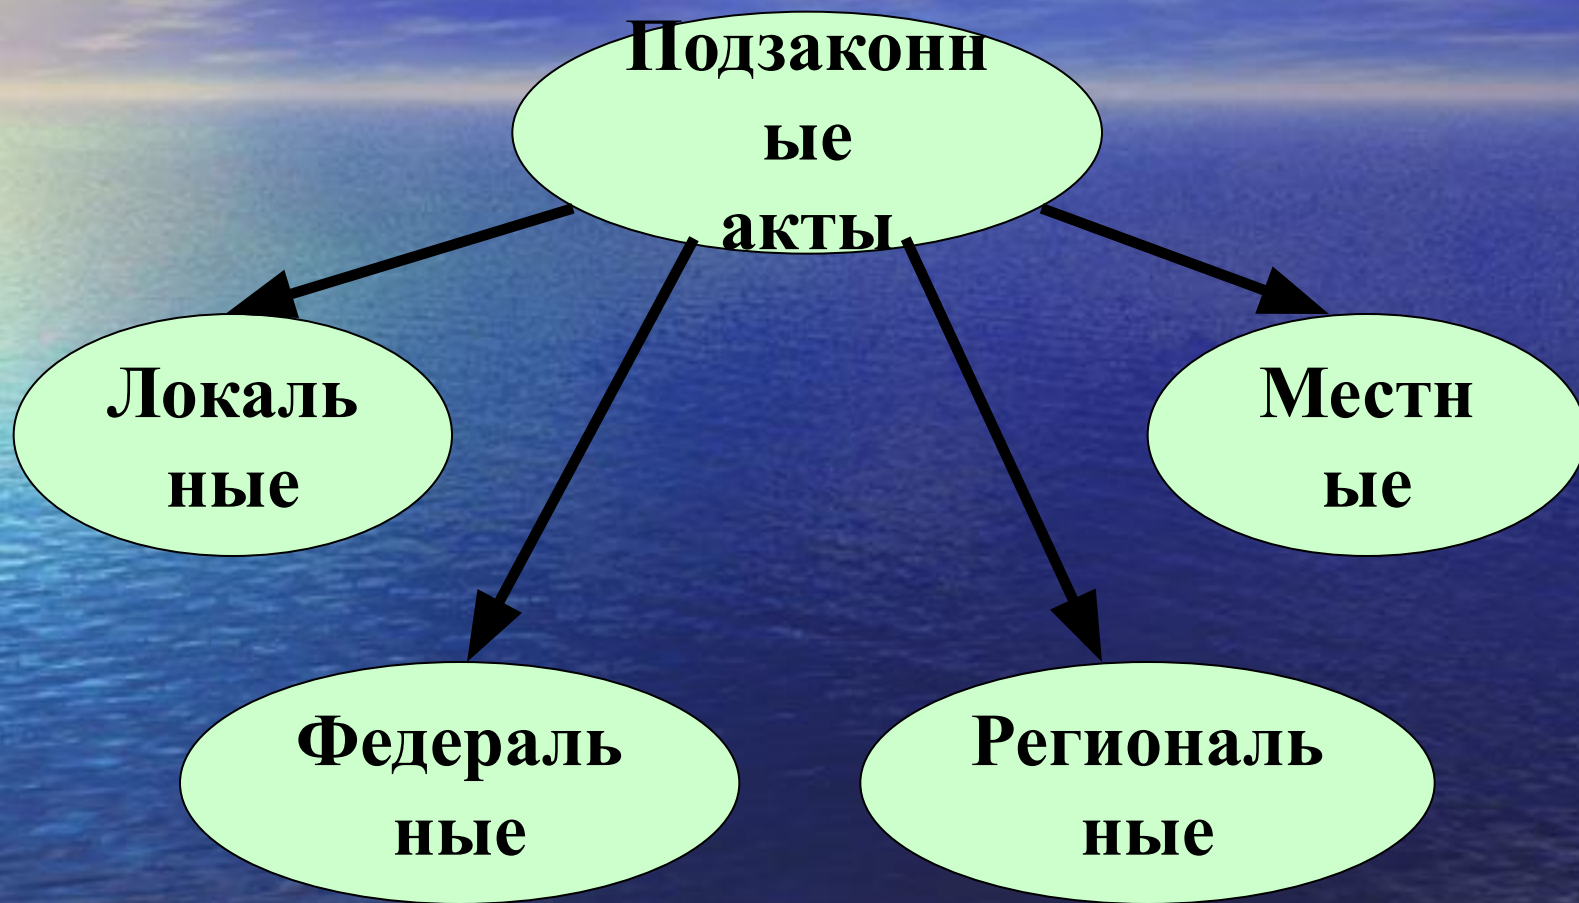 Подзаконн
ые
акты
Локаль
ные
Местн
ые
Федераль
ные
Региональ
ные